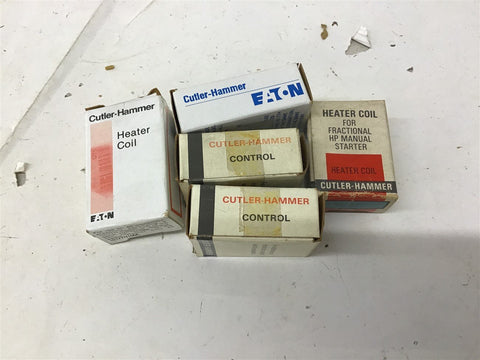 Cutler-Hammer
Heater
Coil
EATON
Cutler-Hammer
EATON
CUTLER-HAMMER
CONTROL
CUTLER-HAMMER
CONTROL
HEATER COIL
FOR
FRACTIONAL
HP MANUAL
STARTER
HEATER COIL
CUTLER-HAMMER